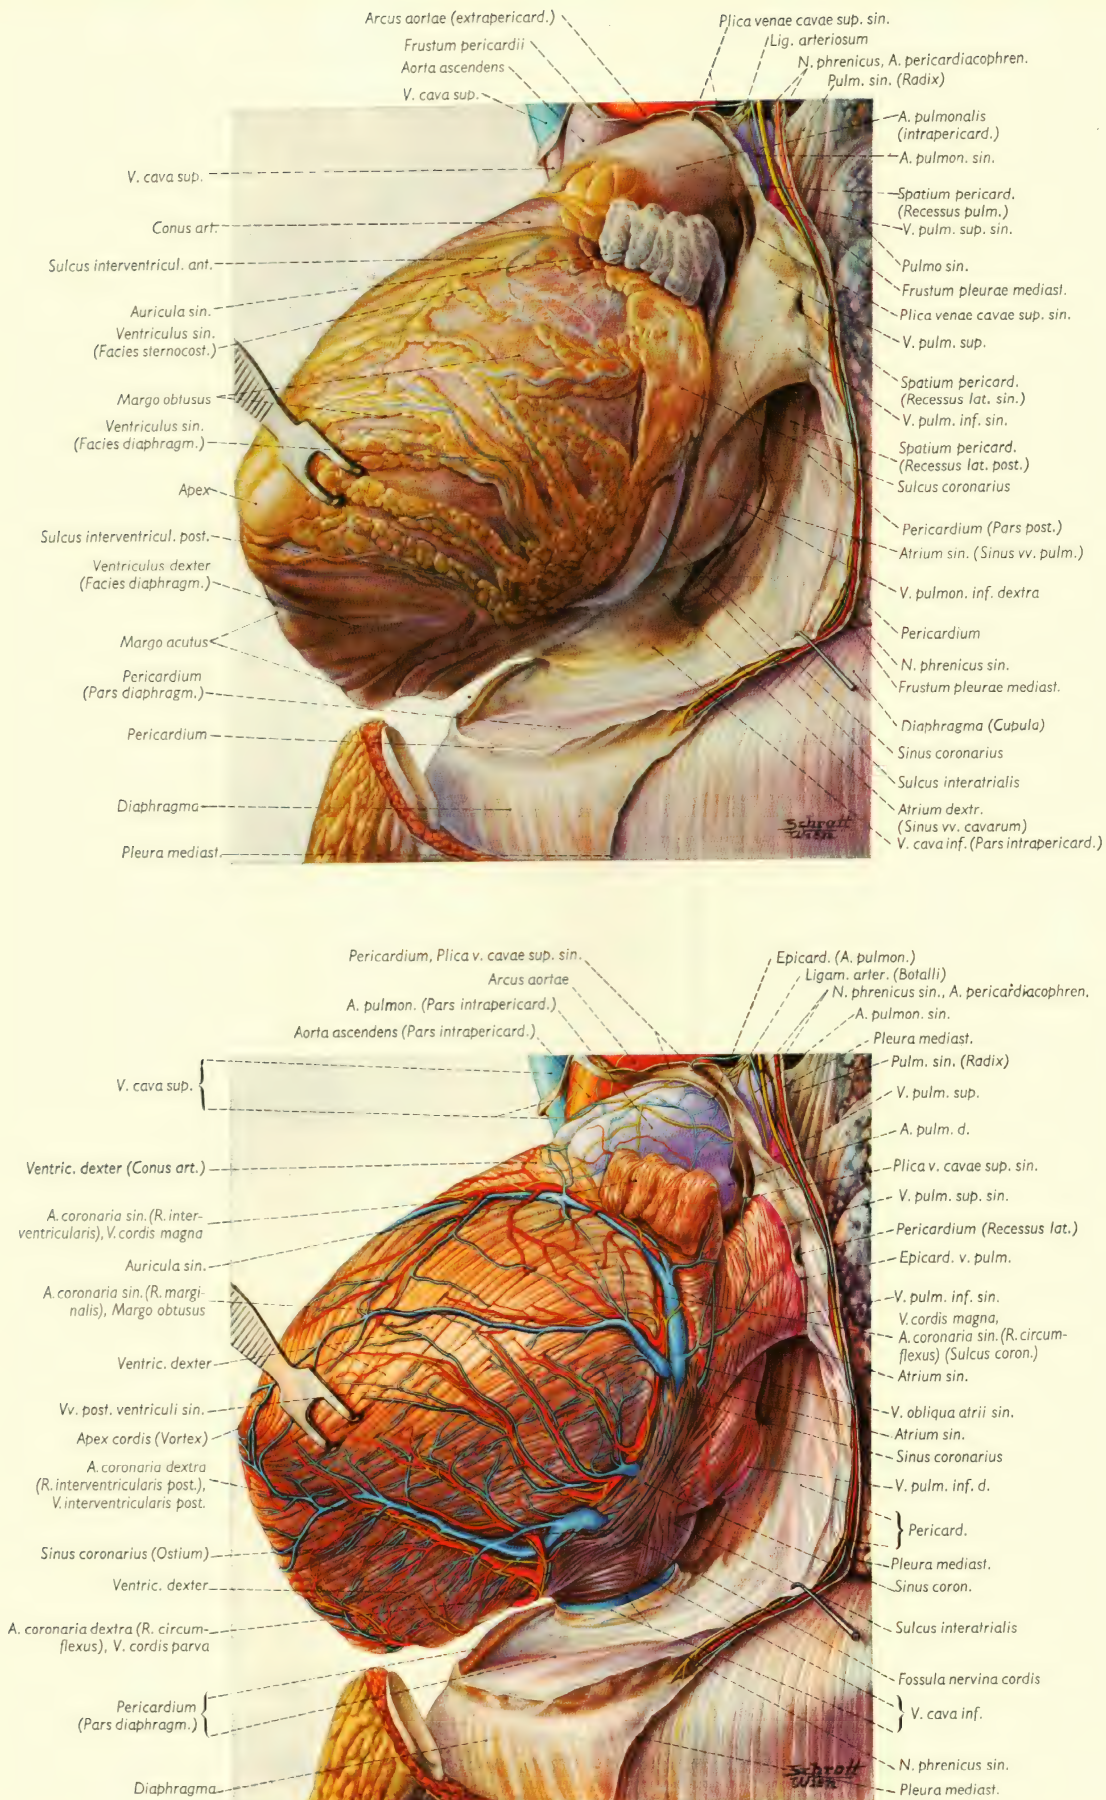 Arcus aortae (extrapericard.)
Frustum pericardii
Aorta ascendens
V. cava sup.
Plica venae cavae sup. sin.
Lig. arteriosum
N. phrenicus, A. pericardiacophren.
Pulm. sin. (Radix)
V. cava sup.
Conus art.
Sulcus interventricul. ant.
Auricula sin.
Ventriculus sin.
(Facies sternocost.)
Margo obtusus
Ventriculus sin.
(Facies diaphragm.)
Apex
Sulcus interventricul. post.
Ventriculus dexter
(Facies diaphragm.)
Margo acutus
Pericardium
(Pars diaphragm.)
Pericardium
Diaphragma
Pleura mediast.
A. pulmonalis
(intrapericard.)
A. pulmon. sin.
Spatium pericard.
(Recessus pulm.)
V. pulm. sup. sin.
Pulmo sin.
Frustum pleurae mediast.
Plica venae cavae sup. sin.
V. pulm. sup.
Spatium pericard.
(Recessus lat. sin.)
V. pulm. inf. sin.
Spatium pericard.
(Recessus lat. post.)
Sulcus coronarius
Pericardium (Pars post.)
Atrium sin. (Sinus vv. pulm.)
V. pulmon. inf. dextra
Pericardium
N. phrenicus sin.
Frustum pleurae mediast.
Diaphragma (Cupula)
Sinus coronarius
Sulcus interatrialis
Atrium dextr.
(Sinus vv. cavarum)
V. cava inf. (Pars intrapericard.)
Schrott
Wien
Pericardium, Plica v. cavae sup. sin.
Arcus aortae
A. pulmon. (Pars intrapericard.)
Aorta ascendens (Pars intrapericard.)
Epicard. (A. pulmon.)
Ligam. arter. (Botalli)
N. phrenicus sin., A. pericardiacophren.
A. pulmon. sin.
Pleura mediast.
V. cava sup.
Ventric. dexter (Conus art.)
A. coronaria sin. (R. inter-
ventricularis), V. cordis magna
Auricula sin.
A. coronaria sin. (R. margi-
nalis), Margo obtusus
Ventric. dexter
Vv. post. ventriculi sin.
Apex cordis (Vortex)
A. coronaria dextra
(R. interventricularis post.),
V. interventricularis post.
Sinus coronarius (Ostium)
Ventric. dexter
A. coronaria dextra (R. circum-
flexus), V. cordis parva
Pericardium
(Pars diaphragm.)
Diaphragma
Pulm. sin. (Radix)
V. pulm. sup.
A. pulm. d.
Plica v. cavae sup. sin.
V. pulm. sup. sin.
Pericardium (Recessus lat.)
Epicard. v. pulm.
V. pulm. inf. sin.
V. cordis magna,
A. coronaria sin. (R. circum-
flexus) (Sulcus coron.)
Atrium sin.
V. obliqua atrii sin.
Atrium sin.
Sinus coronarius
V. pulm. inf. d.
Pericard.
Pleura mediast.
Sinus coron.
Sulcus interatrialis
Fossula nervina cordis
V. cava inf.
N. phrenicus sin.
Pleura mediast.
Schrott
Wien